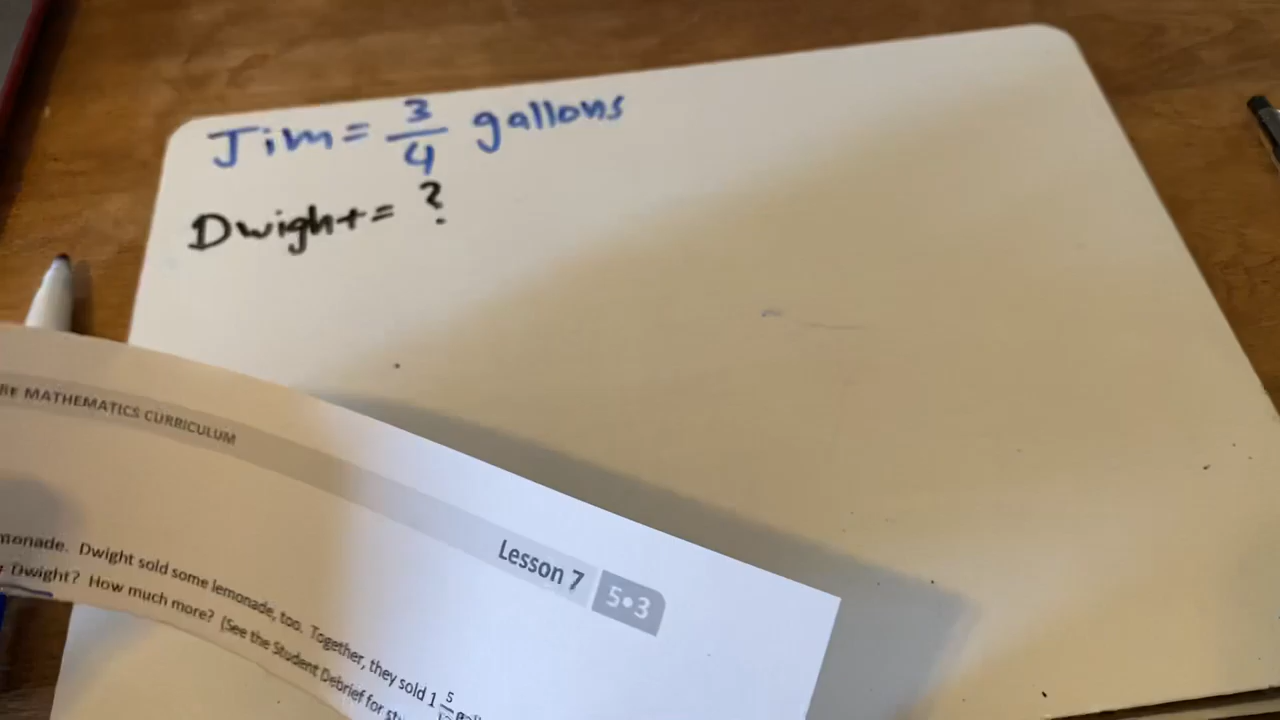 Jim = 3/4 gallons
Dwight = ?
MATHEMATICS CURRICULUM
Lesson 7 5•3
Dwight sold some lemonade, too. Together, they sold 1 5
Dwight? How much more? (See the Student Debrief for